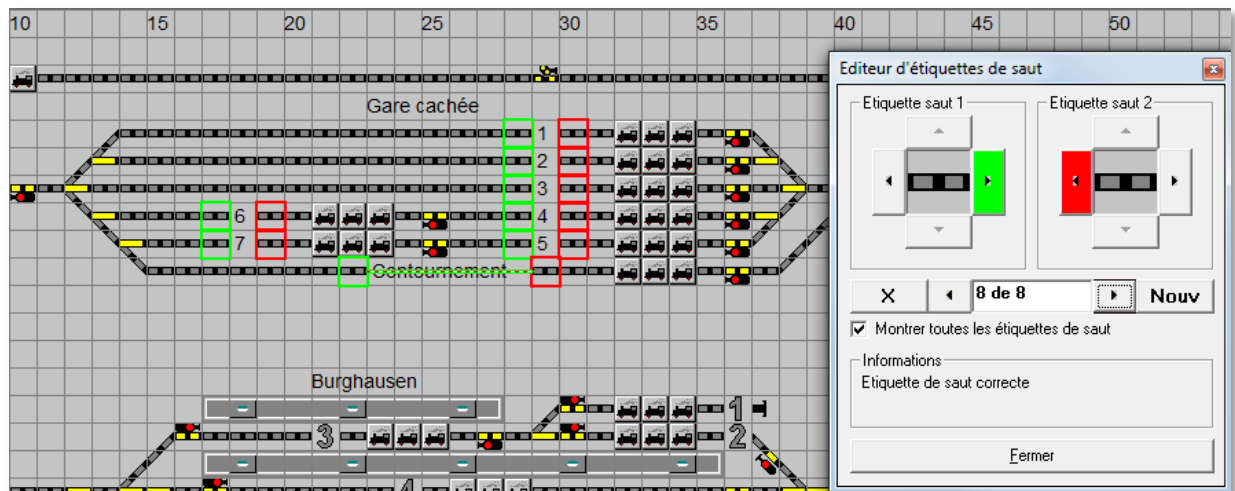 10 15 20 25 30 35 40 45 50
Editeur d'étiquettes de saut
Etiquette saut 1 Etiquette saut 2
Gare cachée
1
2
3
6 4
7 5
Contournement
X 8 de 8 Nouv
Montrer toutes les étiquettes de saut
Informations
Etiquette de saut correcte
Burghausen
1
3 2
Fermer
4